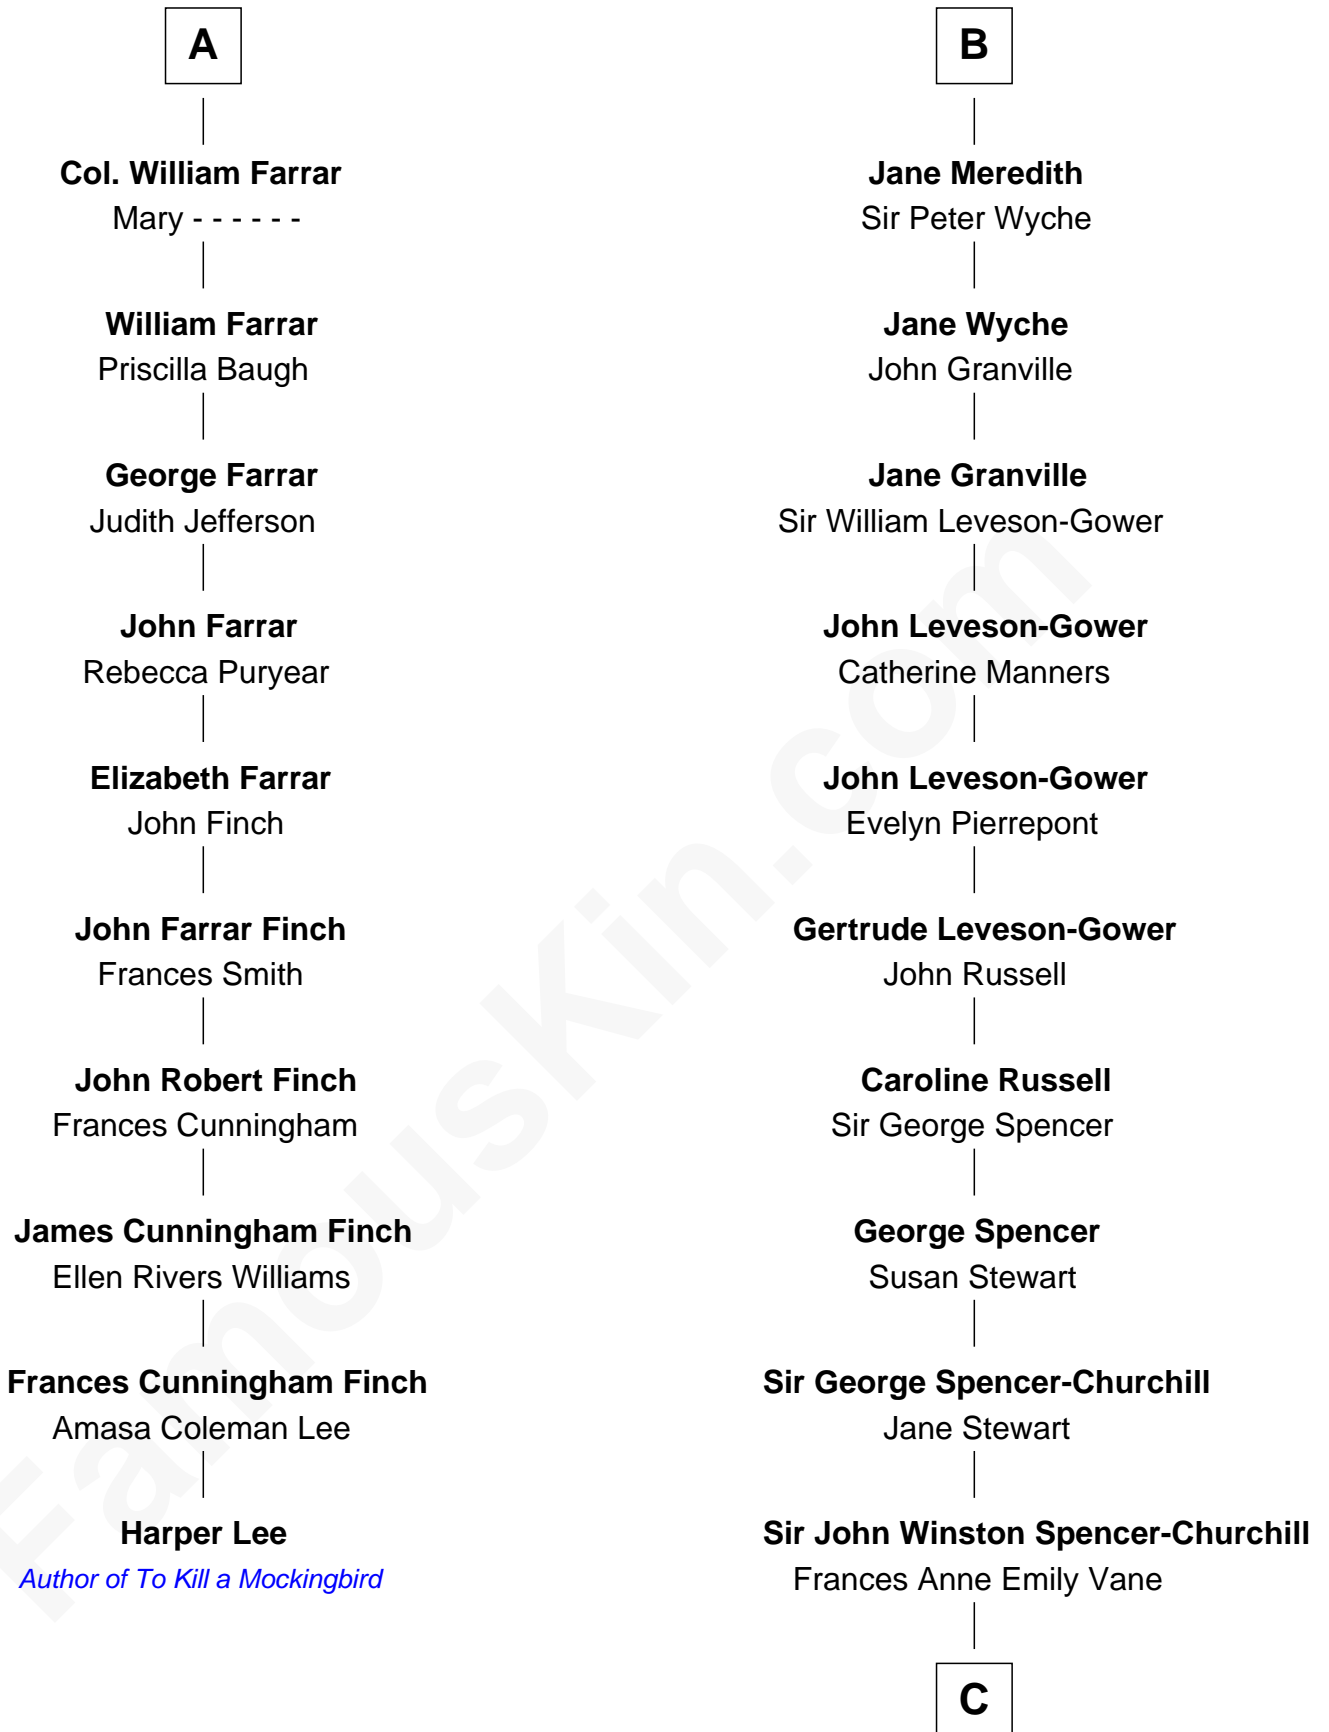 A
Col. William Farrar
Mary - - - - - -
William Farrar
Priscilla Baugh
George Farrar
Judith Jefferson
John Farrar
Rebecca Puryear
Elizabeth Farrar
John Finch
John Farrar Finch
Frances Smith
John Robert Finch
Frances Cunningham
James Cunningham Finch
Ellen Rivers Williams
Frances Cunningham Finch
Amasa Coleman Lee
Harper Lee
Author of To Kill a Mockingbird
B
Jane Meredith
Sir Peter Wyche
Jane Wyche
John Granville
Jane Granville
Sir William Leveson-Gower
John Leveson-Gower
Catherine Manners
John Leveson-Gower
Evelyn Pierrepont
Gertrude Leveson-Gower
John Russell
Caroline Russell
Sir George Spencer
George Spencer
Susan Stewart
Sir George Spencer-Churchill
Jane Stewart
Sir John Winston Spencer-Churchill
Frances Anne Emily Vane
C
FamousKin.com